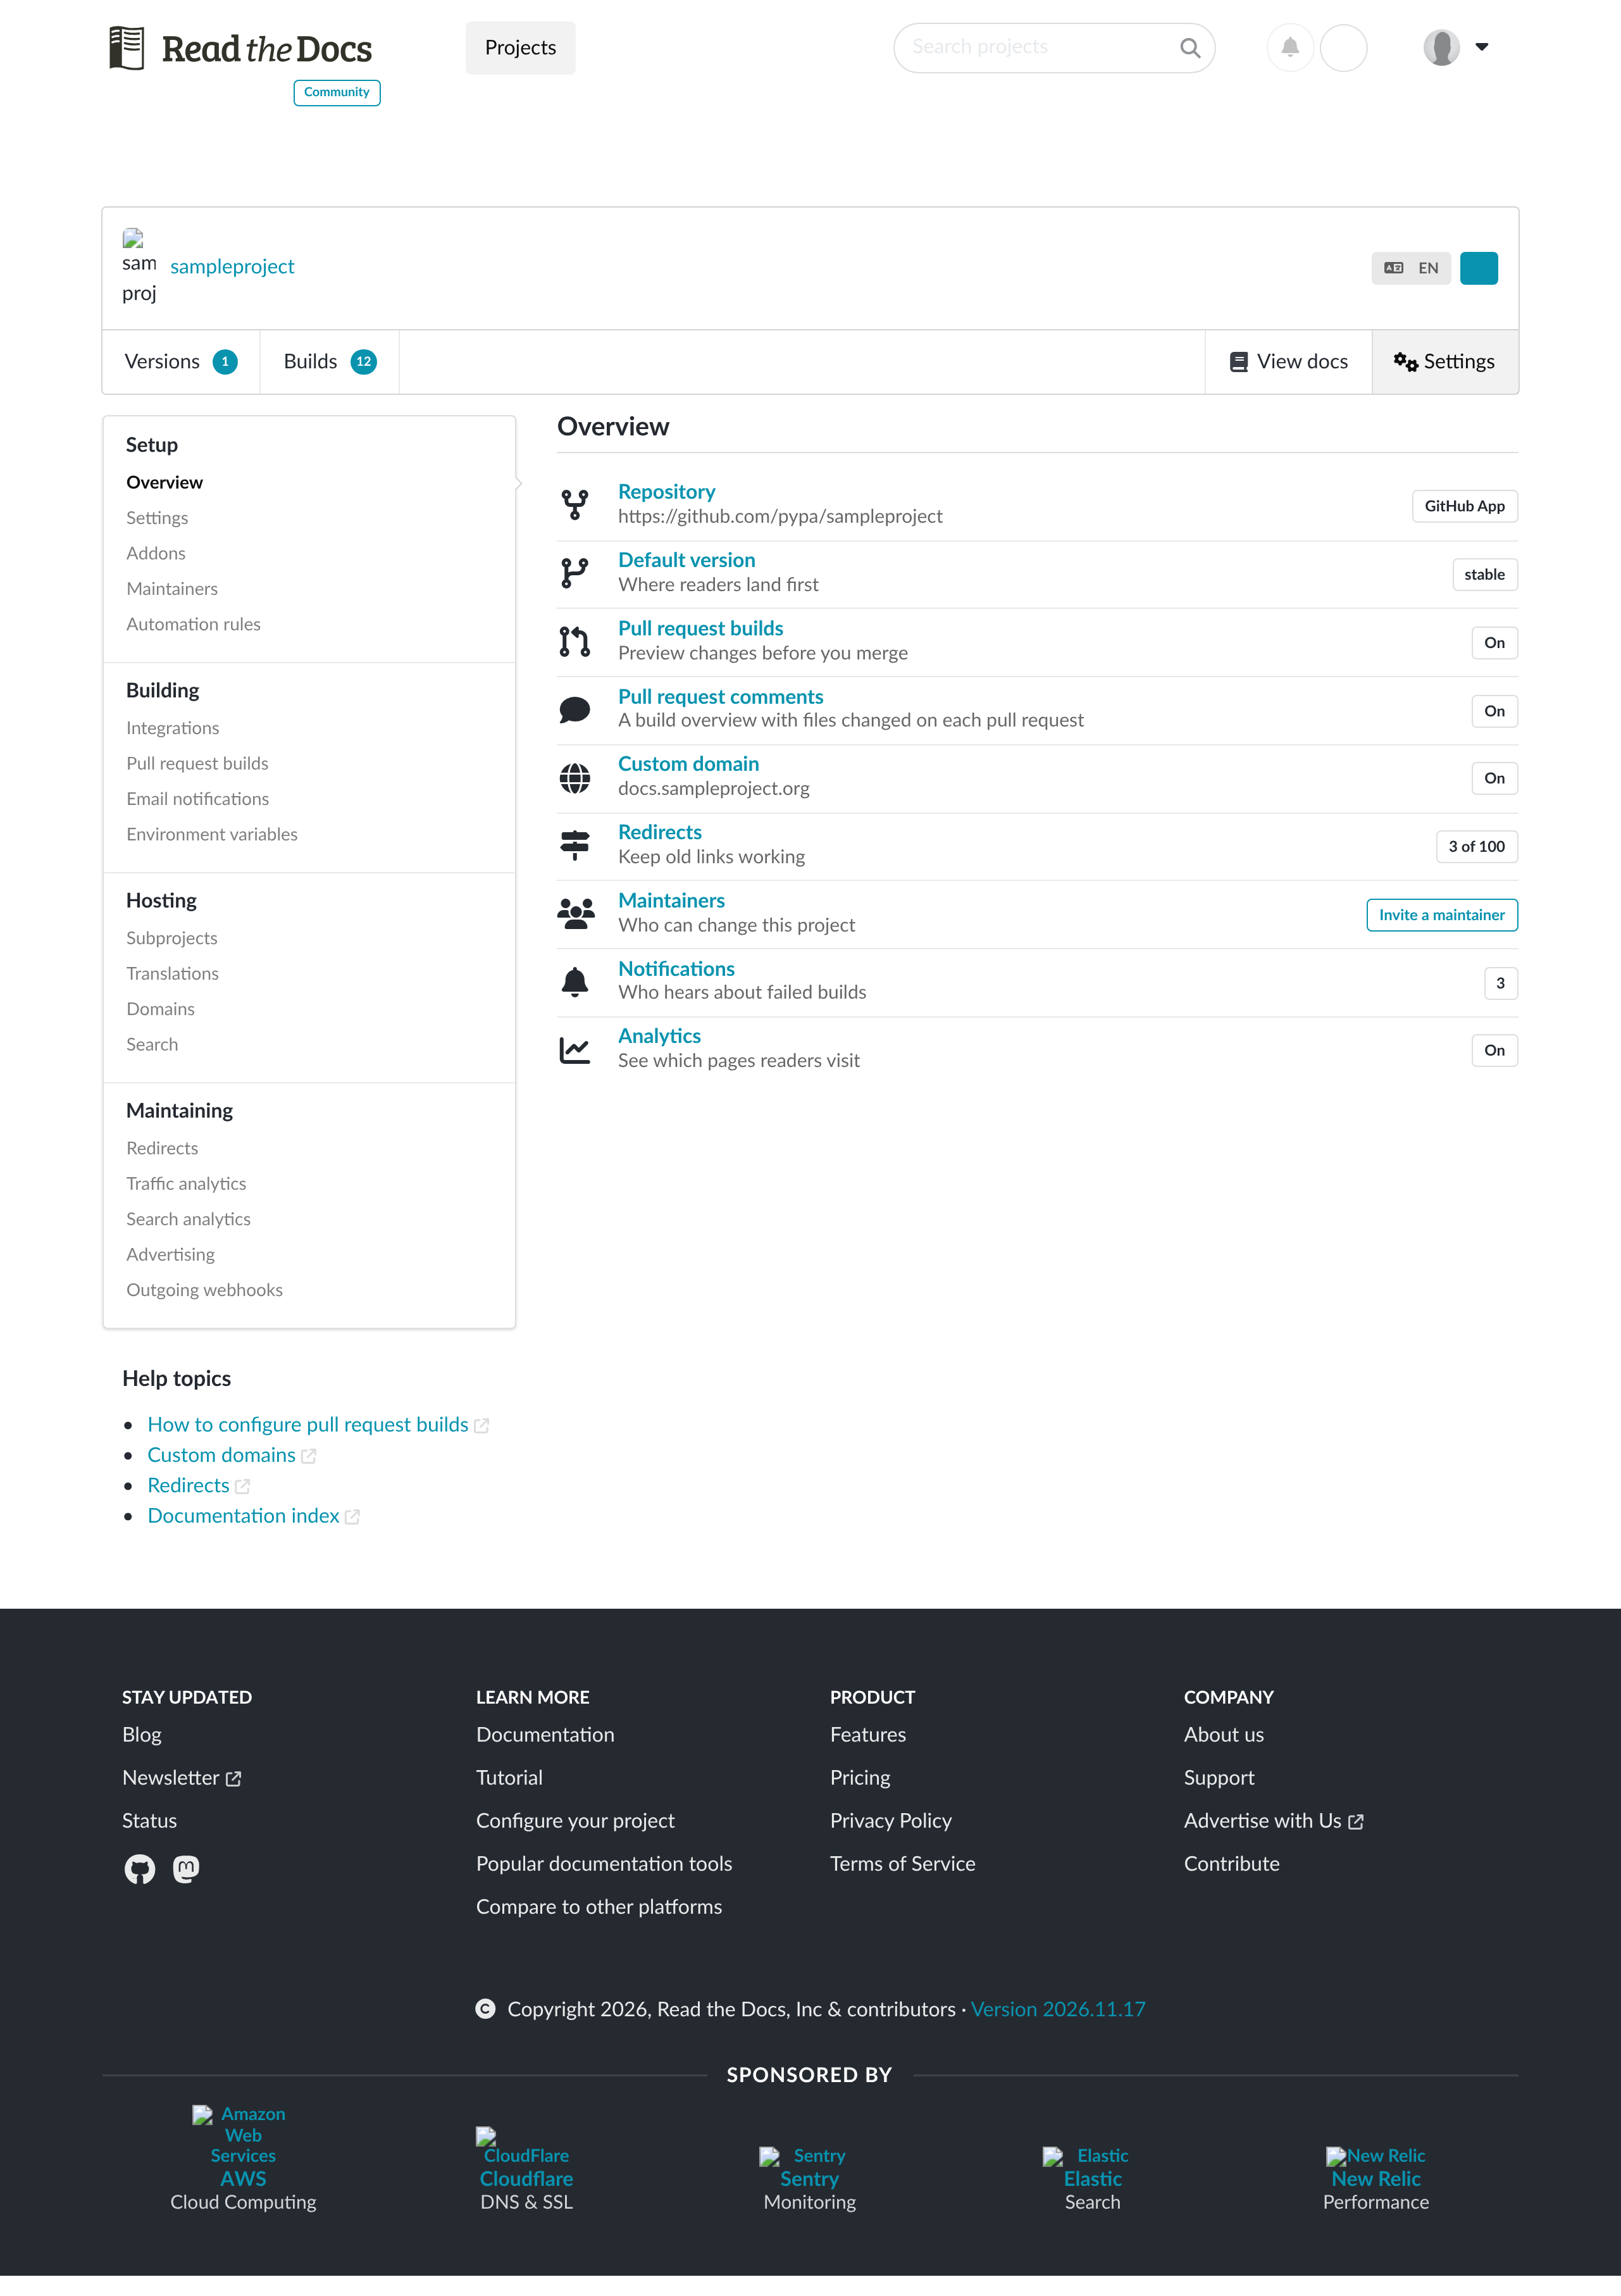 Read the Docs
Community
Projects
Search projects
sam
proj
sampleproject
EN
Versions 1
Builds 12
View docs
Settings
Setup
Overview
Settings
Addons
Maintainers
Automation rules
Building
Integrations
Pull request builds
Email notifications
Environment variables
Hosting
Subprojects
Translations
Domains
Search
Maintaining
Redirects
Traffic analytics
Search analytics
Advertising
Outgoing webhooks
Help topics
How to configure pull request builds
Custom domains
Redirects
Documentation index
Overview
Repository
https://github.com/pypa/sampleproject
GitHub App
Default version
Where readers land first
stable
Pull request builds
Preview changes before you merge
On
Pull request comments
A build overview with files changed on each pull request
On
Custom domain
docs.sampleproject.org
On
Redirects
Keep old links working
3 of 100
Maintainers
Who can change this project
Invite a maintainer
Notifications
Who hears about failed builds
3
Analytics
See which pages readers visit
On
STAY UPDATED
Blog
Newsletter
Status
LEARN MORE
Documentation
Tutorial
Configure your project
Popular documentation tools
Compare to other platforms
PRODUCT
Features
Pricing
Privacy Policy
Terms of Service
COMPANY
About us
Support
Advertise with Us
Contribute
Copyright 2026, Read the Docs, Inc & contributors · Version 2026.11.17
SPONSORED BY
Amazon
Web
Services
AWS
Cloud Computing
CloudFlare
Cloudflare
DNS & SSL
Sentry
Sentry
Monitoring
Elastic
Elastic
Search
New Relic
New Relic
Performance